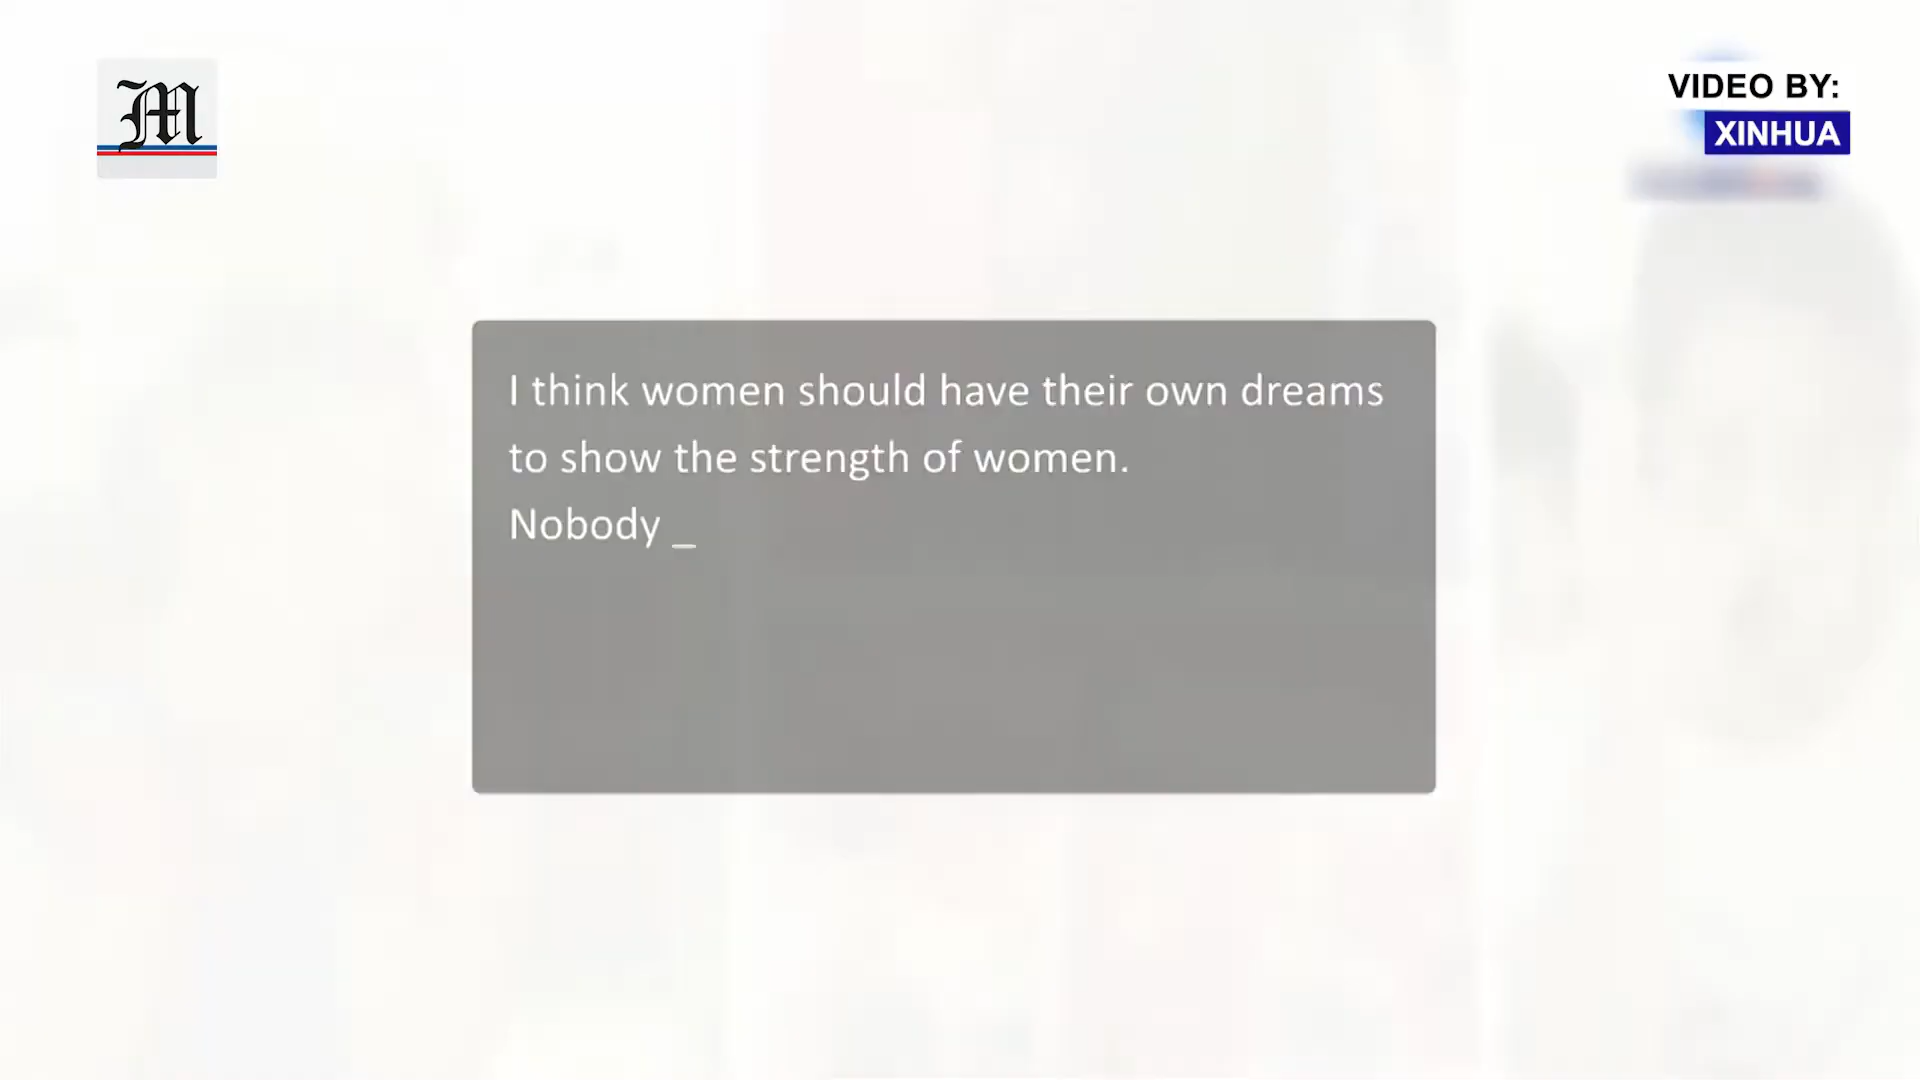 M
VIDEO BY:
XINHUA
I think women should have their own dreams
to show the strength of women.
Nobody _